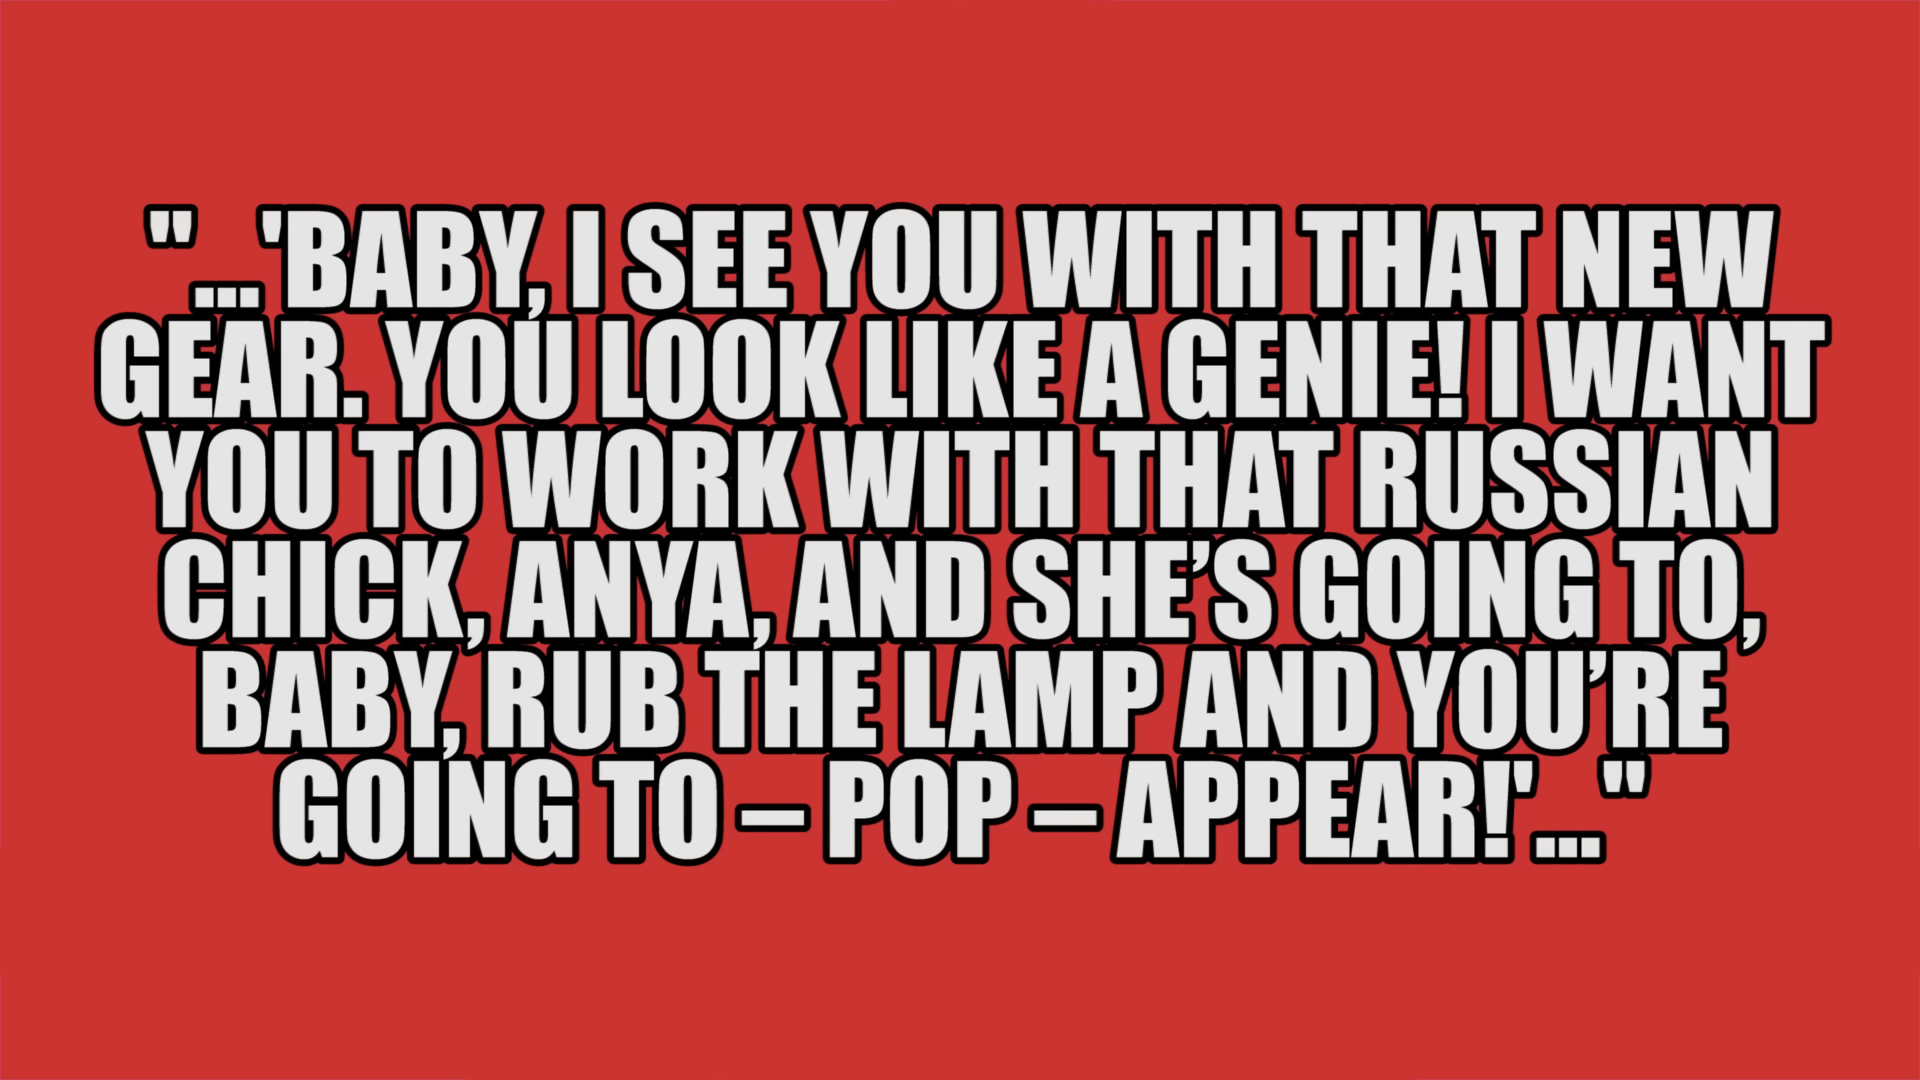 "... 'BABY, I SEE YOU WITH THAT NEW
GEAR. YOU LOOK LIKE A GENIE! I WANT
YOU TO WORK WITH THAT RUSSIAN
CHICK, ANYA, AND SHE’S GOING TO,
BABY, RUB THE LAMP AND YOU’RE
GOING TO – POP – APPEAR!' ..."